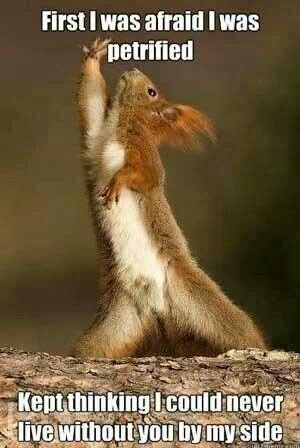 First I was afraid I was
petrified
Kept thinking I could never
live without you by my side